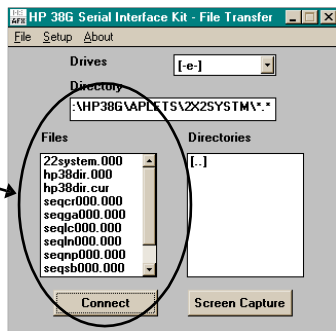 HP 38G Serial Interface Kit - File Transfer
File Setup About
Drives
[-e-]
Directory
:\HP38G\APLETS\2X2SYSTM\*.*
Files
Directories
22system.000
hp38dir.000
hp38dir.cur
seqcr000.000
seqga000.000
seqlc000.000
seqln000.000
seqnp000.000
seqsb000.000
[..]
Connect
Screen Capture